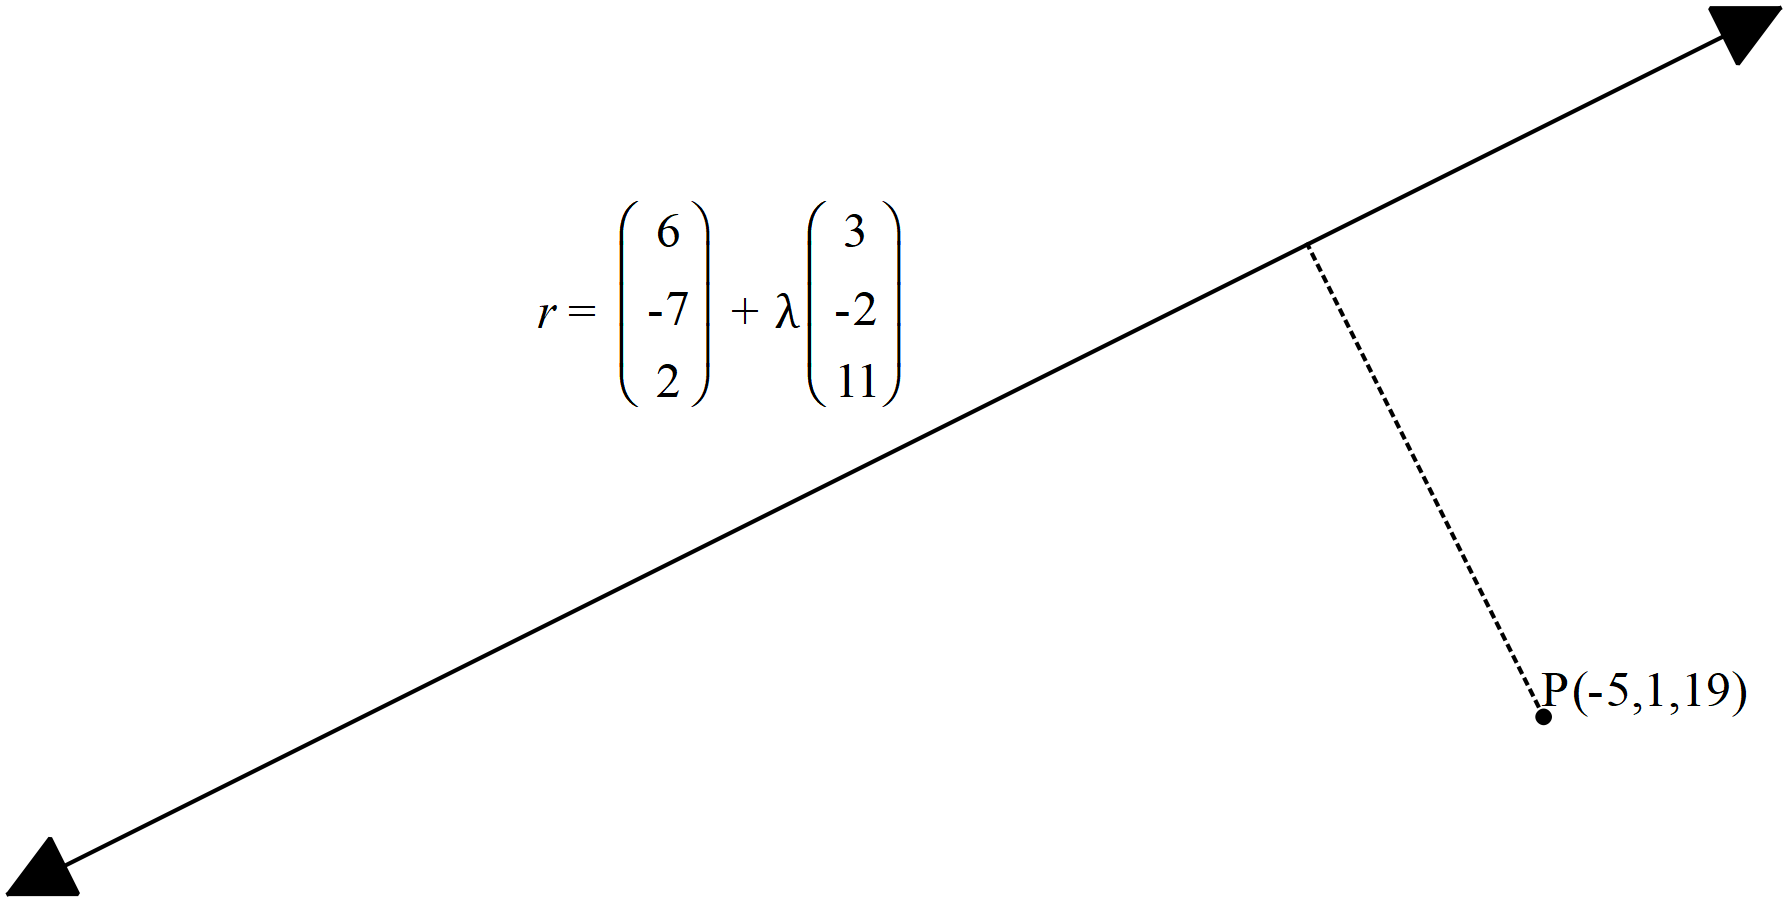 r = ( 6 -7 2 ) + λ ( 3 -2 11 )
P(-5,1,19)